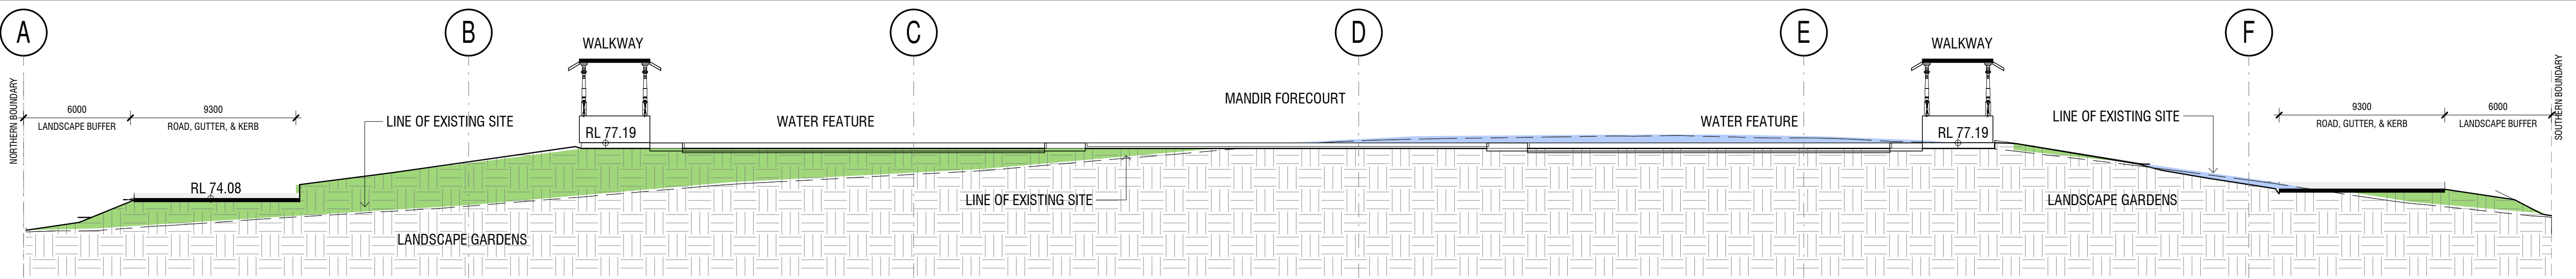 A
B
C
D
E
F
WALKWAY
WALKWAY
NORTHERN BOUNDARY
SOUTHERN BOUNDARY
6000
LANDSCAPE BUFFER
9300
ROAD, GUTTER, & KERB
LINE OF EXISTING SITE
RL 77.19
WATER FEATURE
MANDIR FORECOURT
WATER FEATURE
RL 77.19
LINE OF EXISTING SITE
9300
ROAD, GUTTER, & KERB
6000
LANDSCAPE BUFFER
RL 74.08
LINE OF EXISTING SITE
LANDSCAPE GARDENS
LANDSCAPE GARDENS